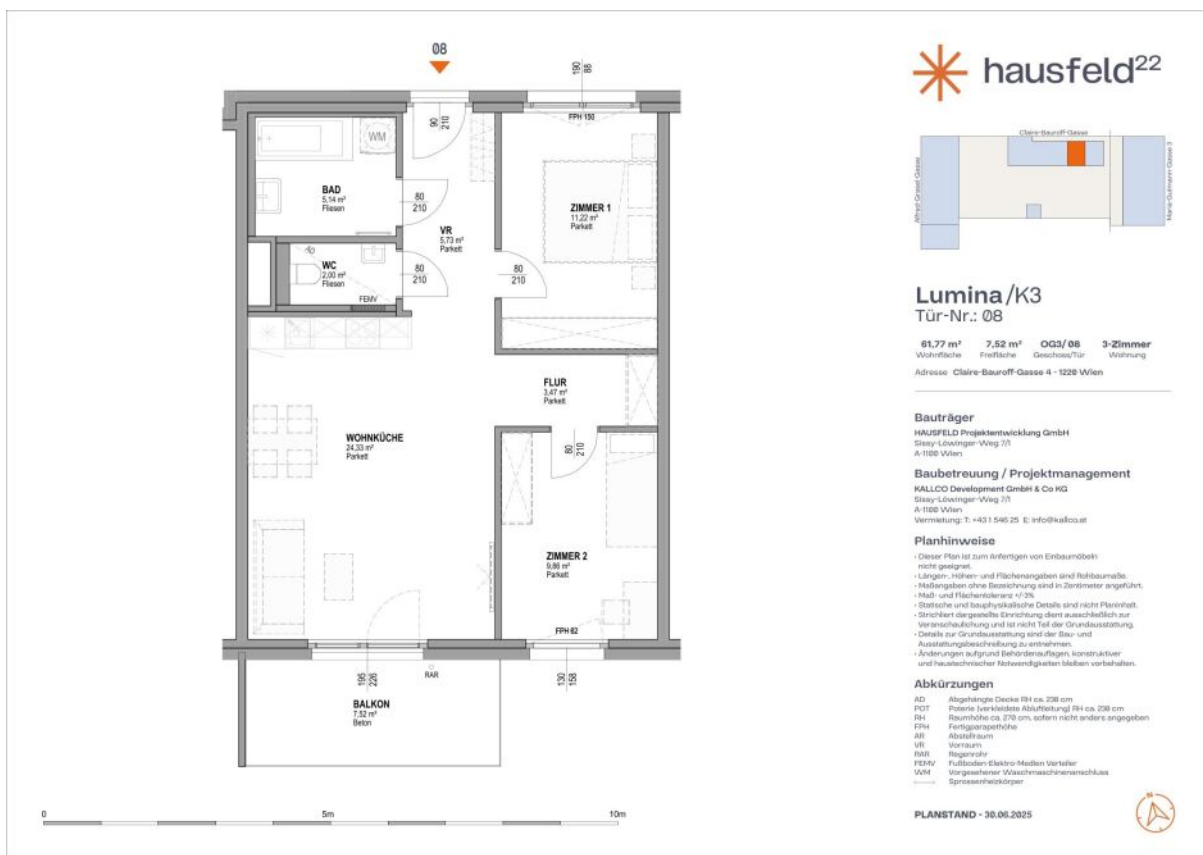 08
190
88
FPH 150
90
210
WM
BAD
5,14 m²
Fliesen
80
210
VR
5,73 m²
Parkett
ZIMMER 1
11,22 m²
Parkett
AD
WC
2,00 m²
Fliesen
80
210
80
210
FEMV
FLUR
3,47 m²
Parkett
WOHNKÜCHE
24,33 m²
Parkett
80
210
ZIMMER 2
9,86 m²
Parkett
FPH 62
RAR
195
226
130
158
BALKON
7,52 m²
Beton
0 5m 10m
hausfeld²²
Claire-Bauroff-Gasse
Lumina/K3
Tür-Nr.: 08
61,77 m² 7,52 m² OG3/ 08 3-Zimmer
Wohnfläche Freifläche Geschoss/Tür Wohnung
Adresse Claire-Bauroff-Gasse 4 - 1220 Wien
Bauträger
HAUSFELD Projektentwicklung GmbH
Sissy-Löwinger-Weg 7/1
A-1100 Wien
Baubetreuung / Projektmanagement
KALLCO Development GmbH & Co KG
Sissy-Löwinger-Weg 7/1
A-1100 Wien
Vermietung: T: +43 1 546 25 E: info@kallco.at
Planhinweise
• Dieser Plan ist zum Anfertigen von Einbaumöbeln
nicht geeignet.
• Längen-, Höhen- und Flächenangaben sind Rohbaumaße.
• Maßangaben ohne Bezeichnung sind in Zentimeter angeführt.
• Maß- und Flächentoleranz +/-3%
• Statische und bauphysikalische Details sind nicht Planinhalt.
• Strichliert dargestellte Einrichtung dient ausschließlich zur
Veranschaulichung und ist nicht Teil der Grundausstattung.
• Details zur Grundausstattung sind der Bau- und
Ausstattungsbeschreibung zu entnehmen.
• Änderungen aufgrund Behördenauflagen, konstruktiver
und haustechnischer Notwendigkeiten bleiben vorbehalten.
Abkürzungen
AD Abgehängte Decke RH ca. 230 cm
POT Poterie (verkleidete Abluftleitung) RH ca. 230 cm
RH Raumhöhe ca. 270 cm, sofern nicht anders angegeben
FPH Fertigparapethöhe
AR Abstellraum
VR Vorraum
RAR Regenrohr
FEMV Fußboden-Elektro-Medien Verteiler
WM Vorgesehener Waschmaschinenanschluss
Sprossenheizkörper
PLANSTAND - 30.06.2025
N